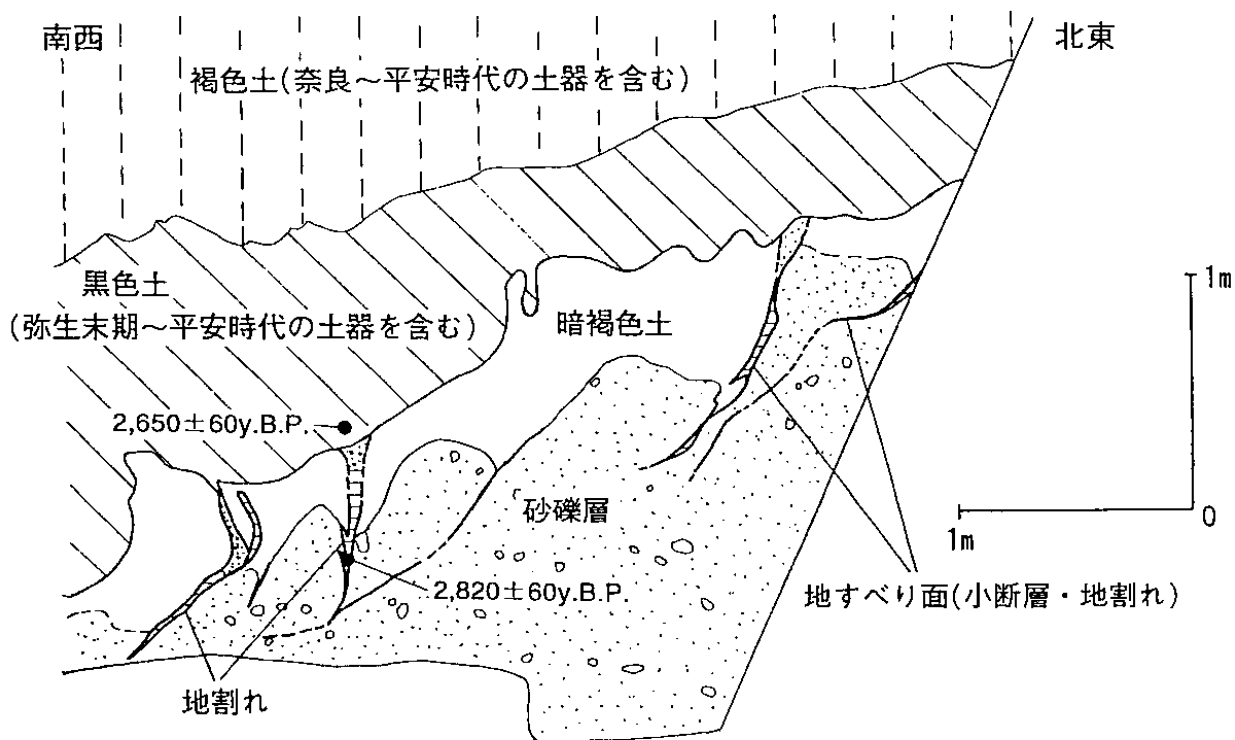 南西
北東
褐色土(奈良～平安時代の土器を含む)
黒色土
(弥生末期～平安時代の土器を含む)
暗褐色土
1m
2,650±60y.B.P.
砂礫層
0
1m
2,820±60y.B.P.
地すべり面(小断層・地割れ)
地割れ